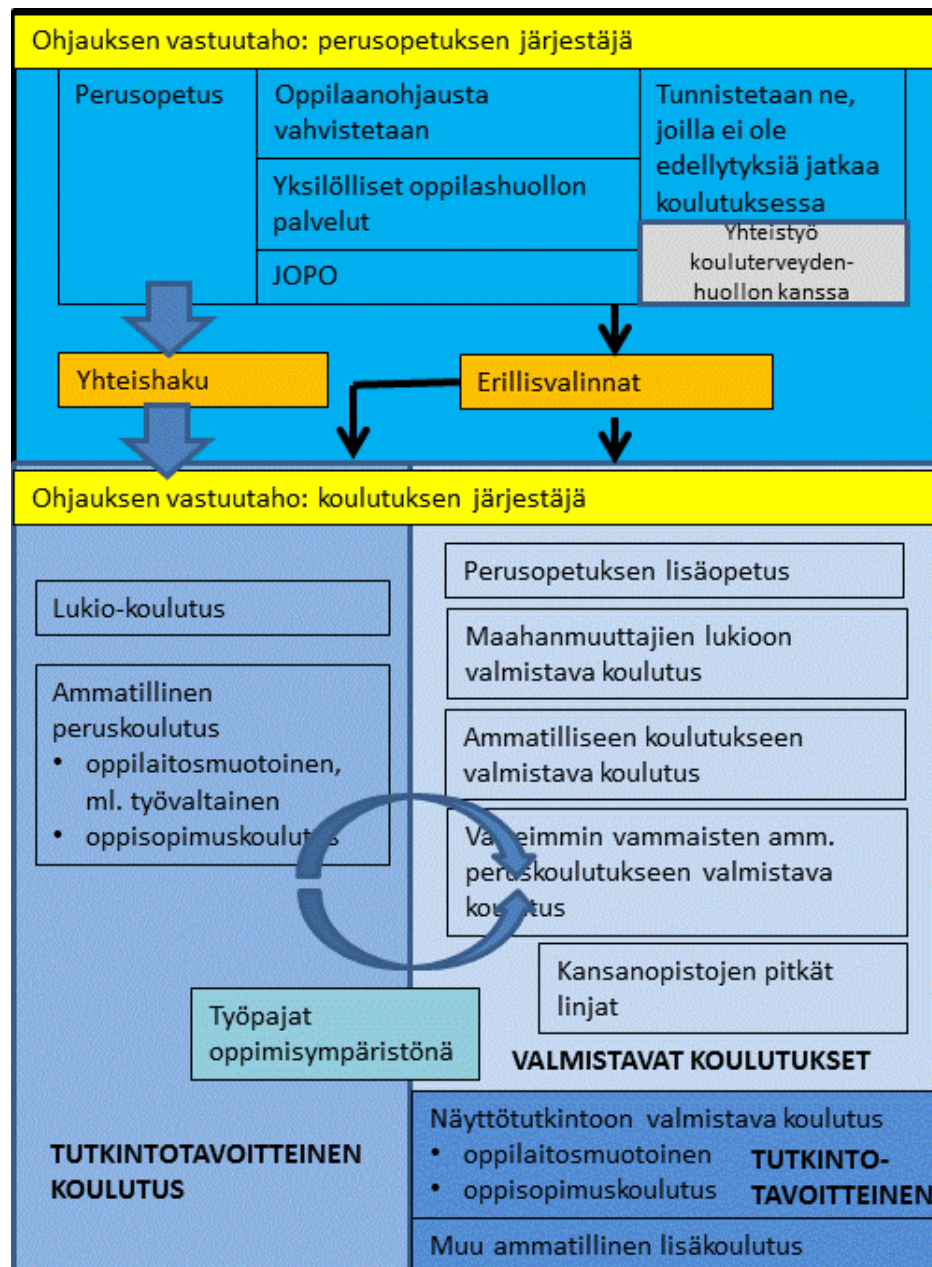 Ohjauksen vastuutaho: perusopetuksen järjestäjä
Perusopetus
Oppilaanohjausta
vahvistetaan
Yksilölliset oppilashuollon
palvelut
JOPO
Tunnistetaan ne,
joilla ei ole
edellytyksiä jatkaa
koulutuksessa
Yhteistyö
kouluterveyden-
huollon kanssa
Yhteishaku
Erillisvalinnat
Ohjauksen vastuutaho: koulutuksen järjestäjä
Lukio-koulutus
Ammatillinen
peruskoulutus
• oppilaitosmuotoinen,
ml. työvaltainen
• oppisopimuskoulutus
Työpajat
oppimisympäristönä
TUTKINTOTAVOITTEINEN
KOULUTUS
Perusopetuksen lisäopetus
Maahanmuuttajien lukioon
valmistava koulutus
Ammatilliseen koulutukseen
valmistava koulutus
Vaikeimmin vammaisten amm.
peruskoulutukseen valmistava
koulutus
Kansanopistojen pitkät
linjat
VALMISTAVAT KOULUTUKSET
Näyttötutkintoon valmistava koulutus
• oppilaitosmuotoinen
• oppisopimuskoulutus
TUTKINTO-
TAVOITTEINEN
Muu ammatillinen lisäkoulutus